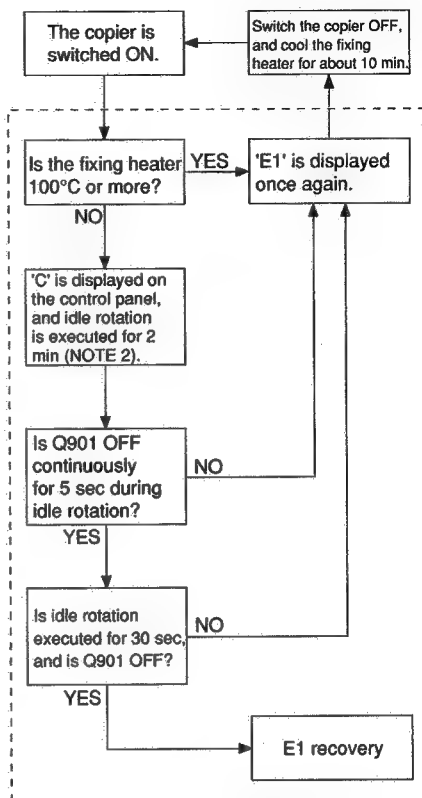 The copier is
switched ON.
Switch the copier OFF,
and cool the fixing
heater for about 10 min.
Is the fixing heater
100°C or more?
YES
'E1' is displayed
once again.
NO
'C' is displayed on
the control panel,
and idle rotation
is executed for 2
min (NOTE 2).
Is Q901 OFF
continuously
for 5 sec during
idle rotation?
NO
YES
Is idle rotation
executed for 30 sec,
and is Q901 OFF?
NO
YES
E1 recovery